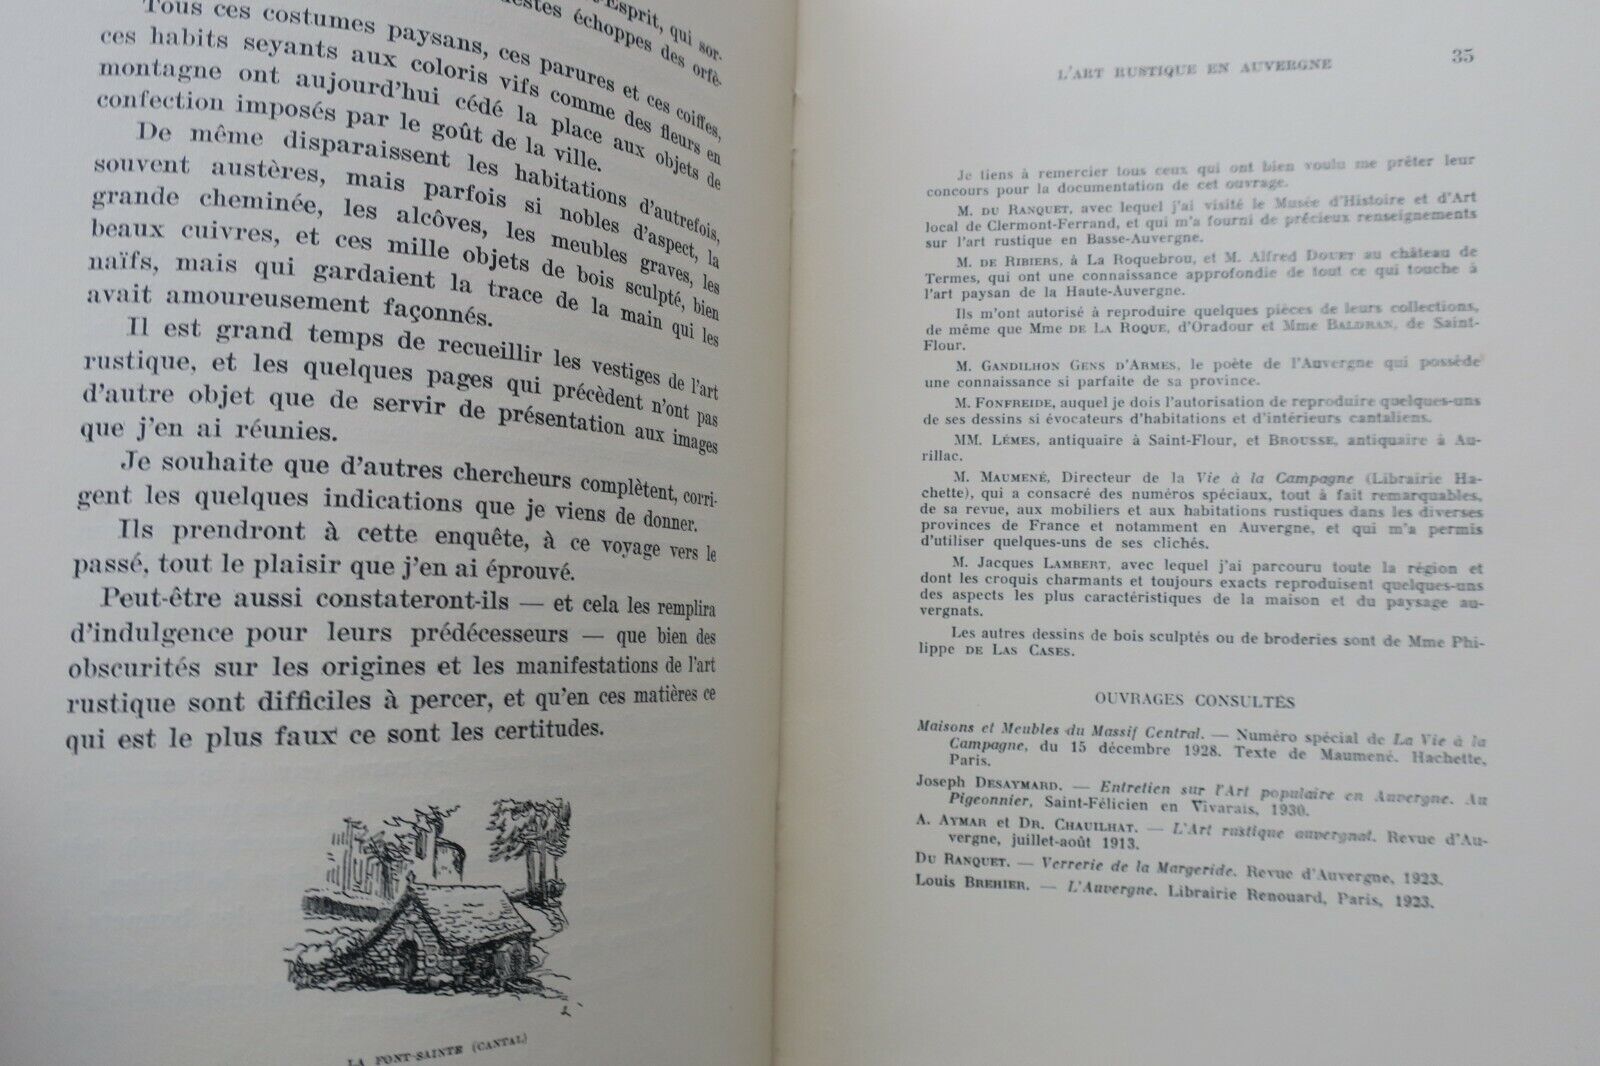 -Esprit, qui sor-
échoppes des orfè-
Tous ces costumes paysans, ces parures et ces coiffes,
ces habits seyants aux coloris vifs comme des fleurs en
montagne ont aujourd'hui cédé la place aux objets de
confection imposés par le goût de la ville.
De même disparaissent les habitations d'autrefois,
souvent austères, mais parfois si nobles d'aspect, la
grande cheminée, les alcôves, les meubles graves, les
beaux cuivres, et ces mille objets de bois sculpté, bien
naïfs, mais qui gardaient la trace de la main qui les
avait amoureusement façonnés.
Il est grand temps de recueillir les vestiges de l'art
rustique, et les quelques pages qui précèdent n'ont pas
d'autre objet que de servir de présentation aux images
que j'en ai réunies.
Je souhaite que d'autres chercheurs complètent, corri-
gent les quelques indications que je viens de donner.
Ils prendront à cette enquête, à ce voyage vers le
passé, tout le plaisir que j'en ai éprouvé.
Peut-être aussi constateront-ils — et cela les remplira
d'indulgence pour leurs prédécesseurs — que bien des
obscurités sur les origines et les manifestations de l'art
rustique sont difficiles à percer, et qu'en ces matières ce
qui est le plus faux ce sont les certitudes.
LA FONT-SAINTE (CANTAL)
L'ART RUSTIQUE EN AUVERGNE 35
Je tiens à remercier tous ceux qui ont bien voulu me prêter leur
concours pour la documentation de cet ouvrage.
M. DU RANQUET, avec lequel j'ai visité le Musée d'Histoire et d'Art
local de Clermont-Ferrand, et qui m'a fourni de précieux renseignements
sur l'art rustique en Basse-Auvergne.
M. DE RIBIERS, à La Roquebrou, et M. Alfred DOUET au château de
Termes, qui ont une connaissance approfondie de tout ce qui touche à
l'art paysan de la Haute-Auvergne.
Ils m'ont autorisé à reproduire quelques pièces de leurs collections,
de même que Mme DE LA ROQUE, d'Oradour et Mme BALDRAN, de Saint-
Flour.
M. GANDILHON GENS D'ARMES, le poète de l'Auvergne qui possède
une connaissance si parfaite de sa province.
M. FONFREIDE, auquel je dois l'autorisation de reproduire quelques-uns
de ses dessins si évocateurs d'habitations et d'intérieurs cantaliens.
MM. LÉMES, antiquaire à Saint-Flour, et BROUSSE, antiquaire à Au-
rillac.
M. MAUMENÉ, Directeur de la Vie à la Campagne (Librairie Ha-
chette), qui a consacré des numéros spéciaux, tout à fait remarquables,
de sa revue, aux mobiliers et aux habitations rustiques dans les diverses
provinces de France et notamment en Auvergne, et qui m'a permis
d'utiliser quelques-uns de ses clichés.
M. Jacques LAMBERT, avec lequel j'ai parcouru toute la région et
dont les croquis charmants et toujours exacts reproduisent quelques-uns
des aspects les plus caractéristiques de la maison et du paysage au-
vergnats.
Les autres dessins de bois sculptés ou de broderies sont de Mme Phi-
lippe DE LAS CASES.
OUVRAGES CONSULTÉS
Maisons et Meubles du Massif Central. — Numéro spécial de La Vie à la
Campagne, du 15 décembre 1928. Texte de Maumené. Hachette,
Paris.
Joseph DESAYMARD. — Entretien sur l'Art populaire en Auvergne. Au
Pigeonnier, Saint-Félicien en Vivarais, 1930.
A. AYMAR et DR. CHAUILHAT. — L'Art rustique auvergnat. Revue d'Au-
vergne, juillet-août 1913.
DU RANQUET. — Verrerie de la Margeride. Revue d'Auvergne, 1923.
Louis BREHIER. — L'Auvergne. Librairie Renouard, Paris, 1923.